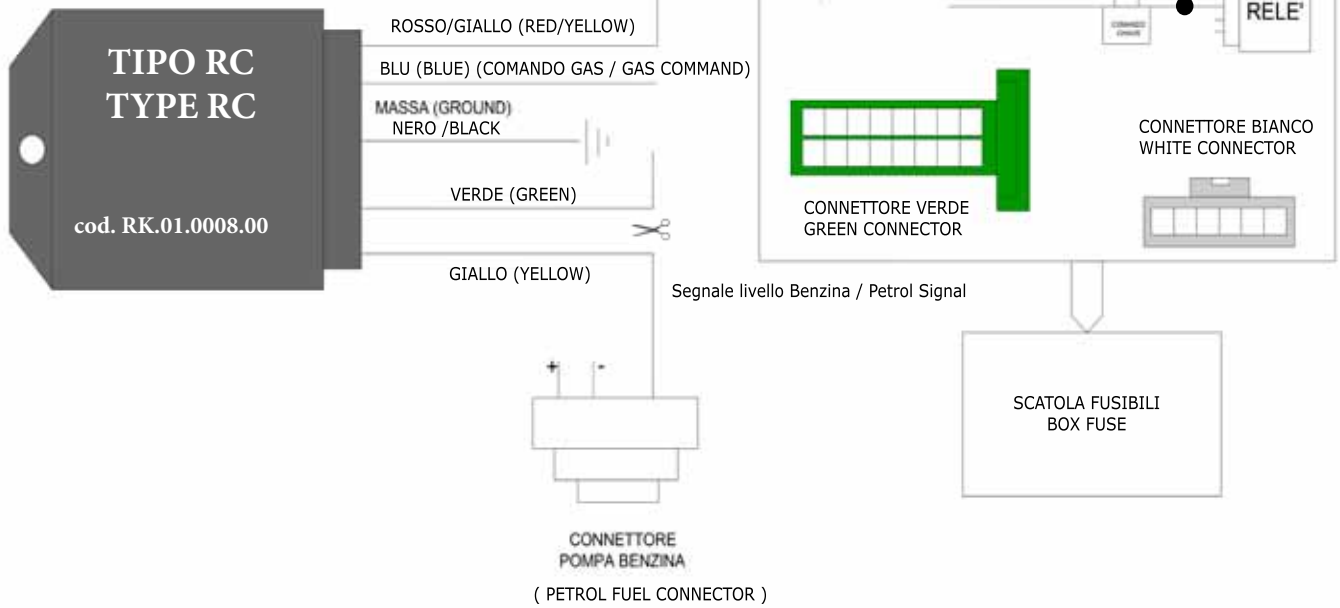 TIPO RC
TYPE RC
cod. RK.01.0008.00
ROSSO/GIALLO (RED/YELLOW)
BLU (BLUE) (COMANDO GAS / GAS COMMAND)
MASSA (GROUND)
NERO /BLACK
VERDE (GREEN)
GIALLO (YELLOW)
Segnale livello Benzina / Petrol Signal
+ -
CONNETTORE
POMPA BENZINA
( PETROL FUEL CONNECTOR )
RELE'
CONNETTORE VERDE
GREEN CONNECTOR
CONNETTORE BIANCO
WHITE CONNECTOR
SCATOLA FUSIBILI
BOX FUSE